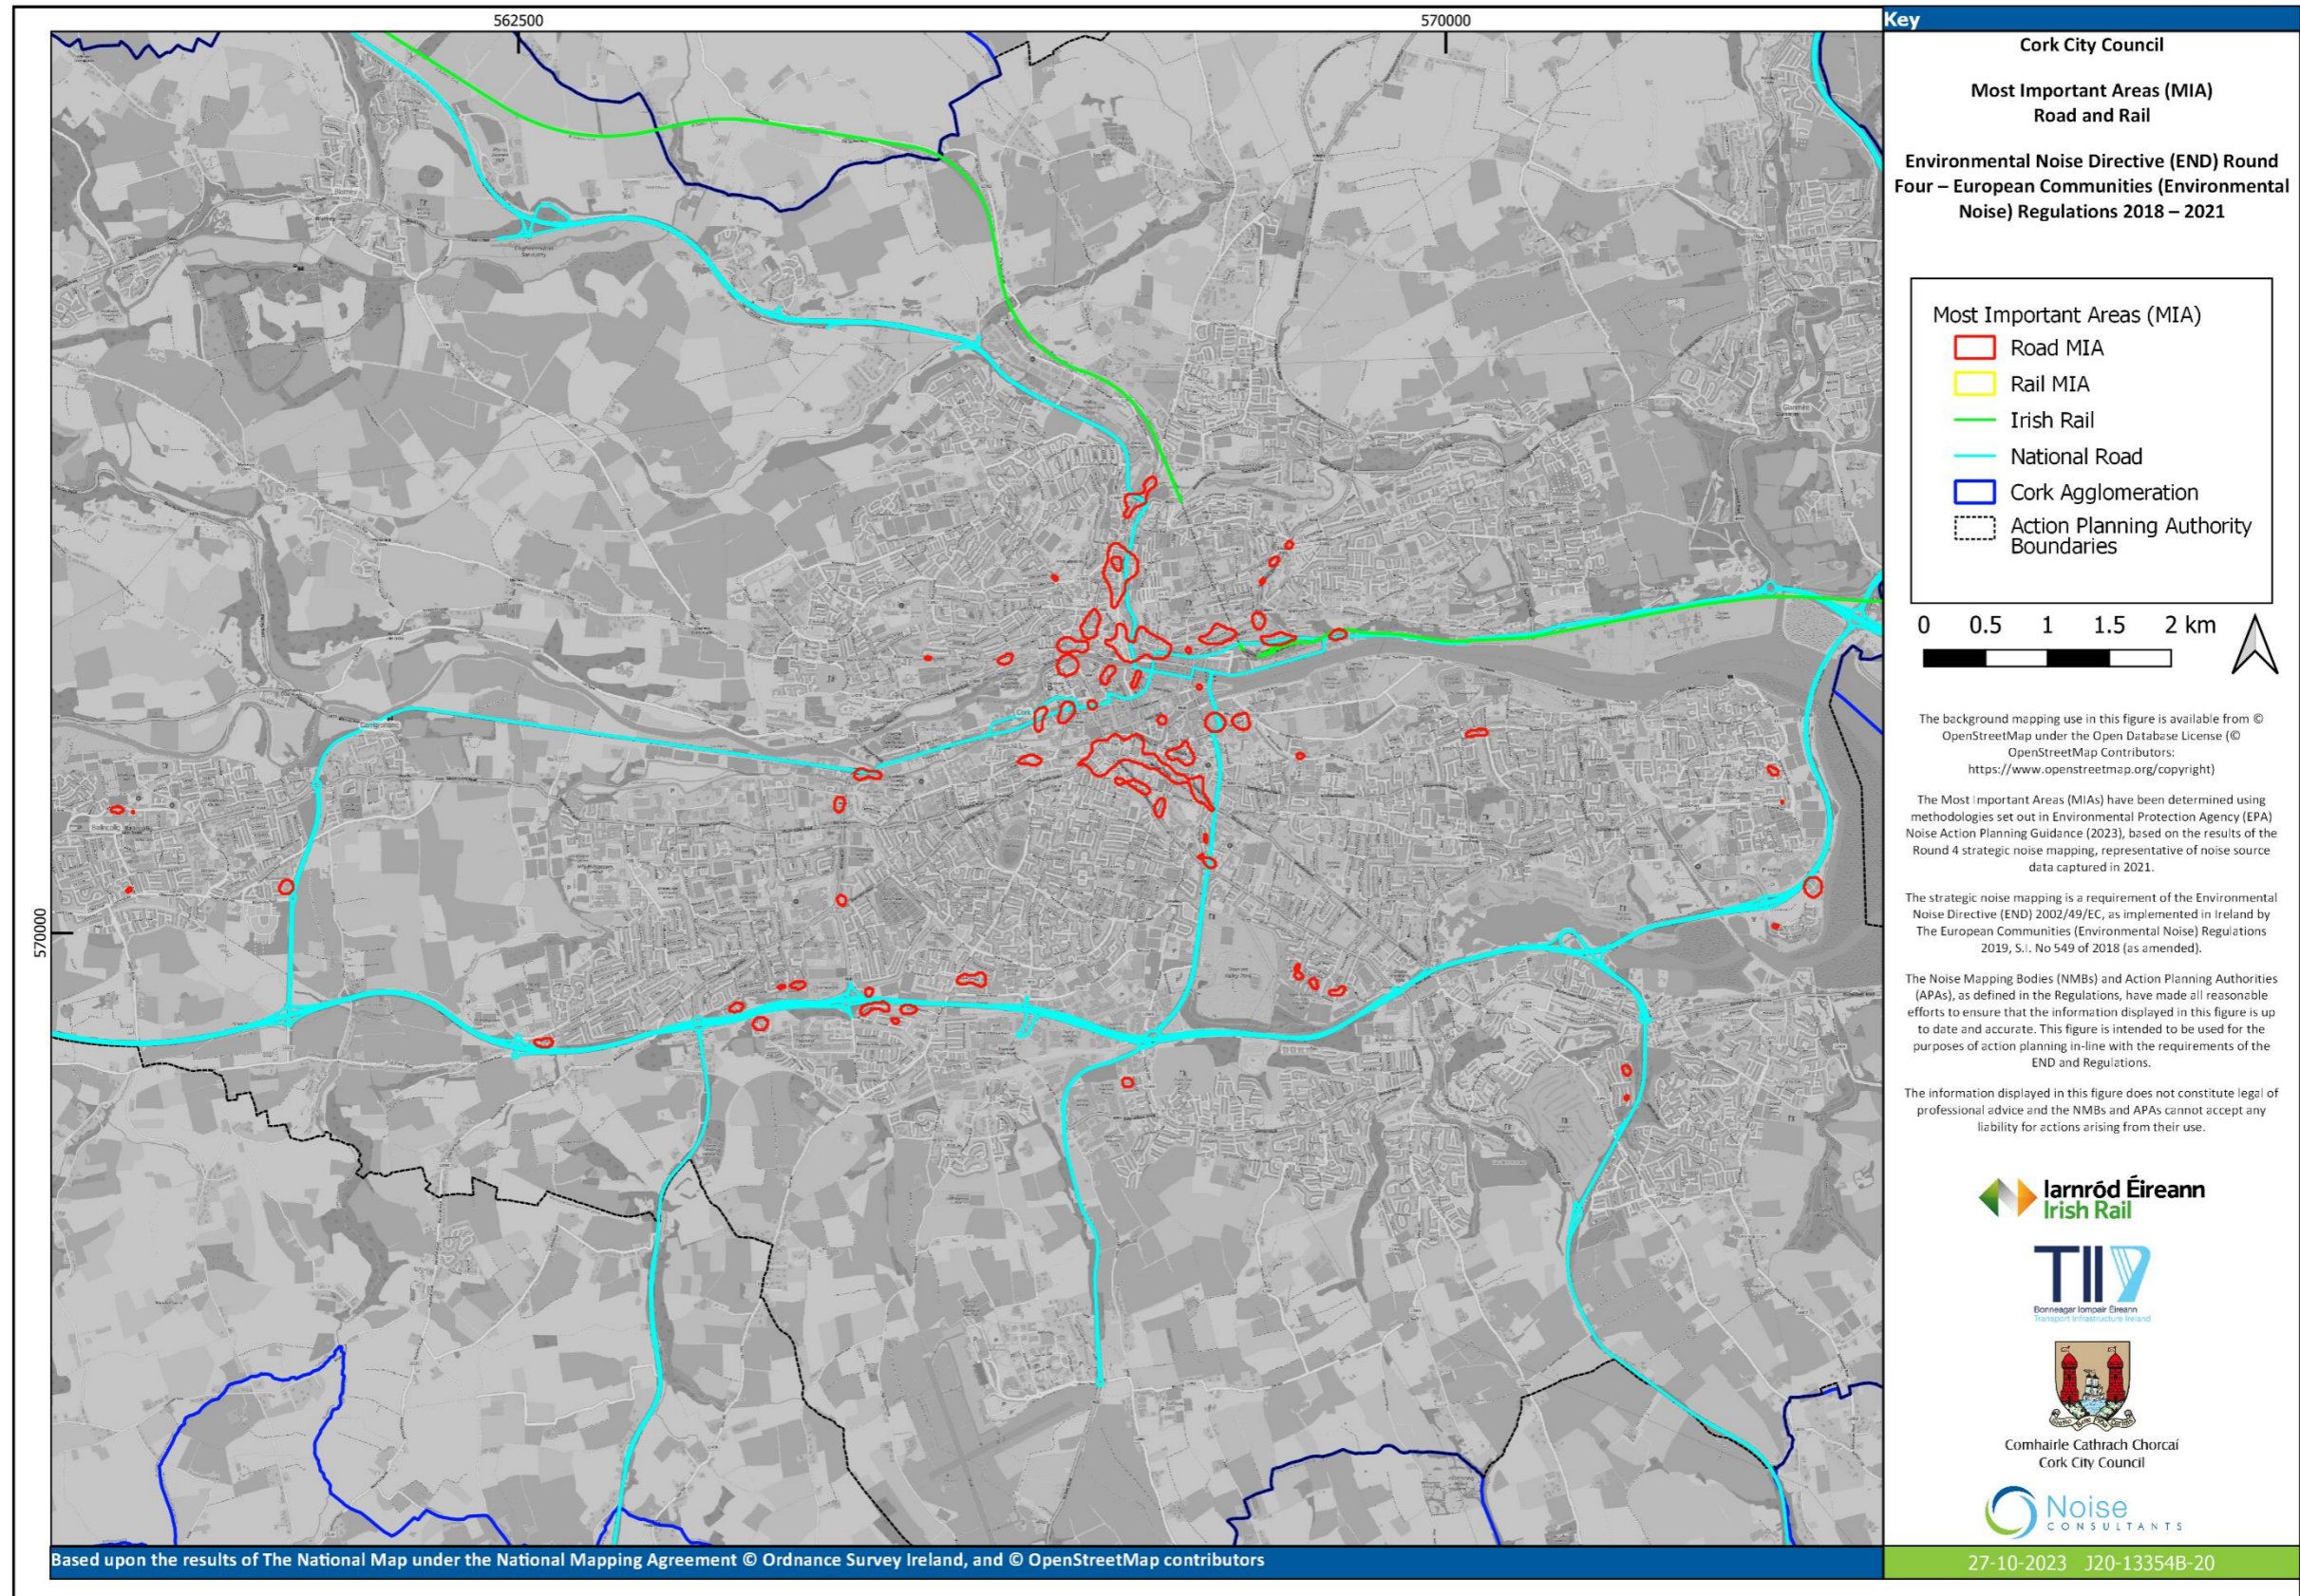 562500
570000
570000
Blarney
Ballincollig
Carrigrohane
Glanmire
Cork
Based upon the results of The National Map under the National Mapping Agreement © Ordnance Survey Ireland, and © OpenStreetMap contributors
Key
Cork City Council
Most Important Areas (MIA)
Road and Rail
Environmental Noise Directive (END) Round
Four – European Communities (Environmental
Noise) Regulations 2018 – 2021
Most Important Areas (MIA)
Road MIA
Rail MIA
Irish Rail
National Road
Cork Agglomeration
Action Planning Authority
Boundaries
0 0.5 1 1.5 2 km
The background mapping use in this figure is available from ©
OpenStreetMap under the Open Database License (©
OpenStreetMap Contributors:
https://www.openstreetmap.org/copyright)
The Most Important Areas (MIAs) have been determined using
methodologies set out in Environmental Protection Agency (EPA)
Noise Action Planning Guidance (2023), based on the results of the
Round 4 strategic noise mapping, representative of noise source
data captured in 2021.
The strategic noise mapping is a requirement of the Environmental
Noise Directive (END) 2002/49/EC, as implemented in Ireland by
The European Communities (Environmental Noise) Regulations
2019, S.I. No 549 of 2018 (as amended).
The Noise Mapping Bodies (NMBs) and Action Planning Authorities
(APAs), as defined in the Regulations, have made all reasonable
efforts to ensure that the information displayed in this figure is up
to date and accurate. This figure is intended to be used for the
purposes of action planning in-line with the requirements of the
END and Regulations.
The information displayed in this figure does not constitute legal of
professional advice and the NMBs and APAs cannot accept any
liability for actions arising from their use.
Iarnród Éireann
Irish Rail
TII
Bonneagar Iompair Éireann
Transport Infrastructure Ireland
Comhairle Cathrach Chorcaí
Cork City Council
Noise
CONSULTANTS
27-10-2023 J20-13354B-20